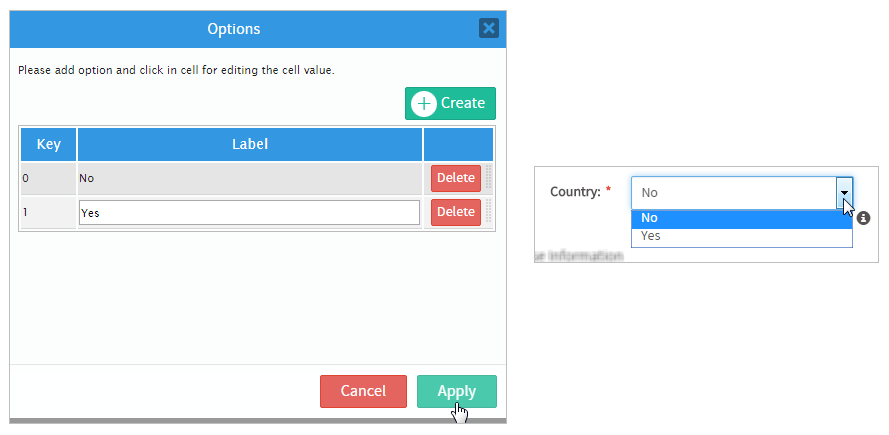 Options
Please add option and click in cell for editing the cell value.
Create
Key Label
0 No Delete
1 Yes Delete
Cancel Apply
Country: * No
No
Yes
ue information